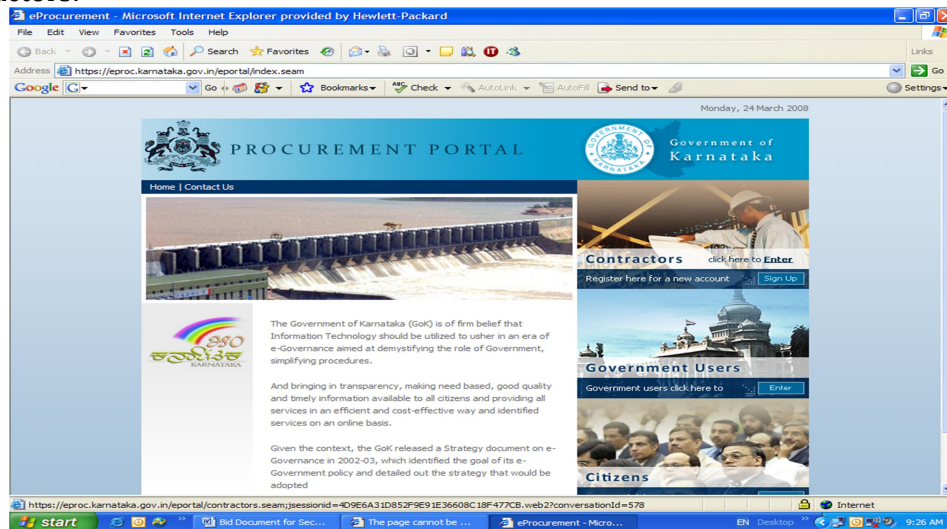 eProcurement - Microsoft Internet Explorer provided by Hewlett-Packard
File Edit View Favorites Tools Help
Back Search Favorites
Links
Address https://eproc.karnataka.gov.in/eportal/index.seam Go
Google G Go Bookmarks ABC Check AutoLink AutoFill Send to Settings
Monday, 24 March 2008
PROCUREMENT PORTAL
GOVERNMENT OF
KARNATAKA
Government of
Karnataka
Home | Contact Us
Contractors click here to Enter
Register here for a new account Sign Up
The Government of Karnataka (GoK) is of firm belief that
Information Technology should be utilized to usher in an era of
e-Governance aimed at demystifying the role of Government,
simplifying procedures.
KARNATAKA
And bringing in transparency, making need based, good quality
and timely information available to all citizens and providing all
services in an efficient and cost-effective way and identified
services on an online basis.
Government Users
Government users click here to Enter
Given the context, the GoK released a Strategy document on e-
Governance in 2002-03, which identified the goal of its e-
Government policy and detailed out the strategy that would be
adopted
Citizens
https://eproc.karnataka.gov.in/eportal/contractors.seam;jsessionid=4D9E6A31D852F9E91E36608C18F477CB.web2?conversationId=578 Internet
start Bid Document for Sec... The page cannot be ... eProcurement - Micro... EN Desktop 9:26 AM